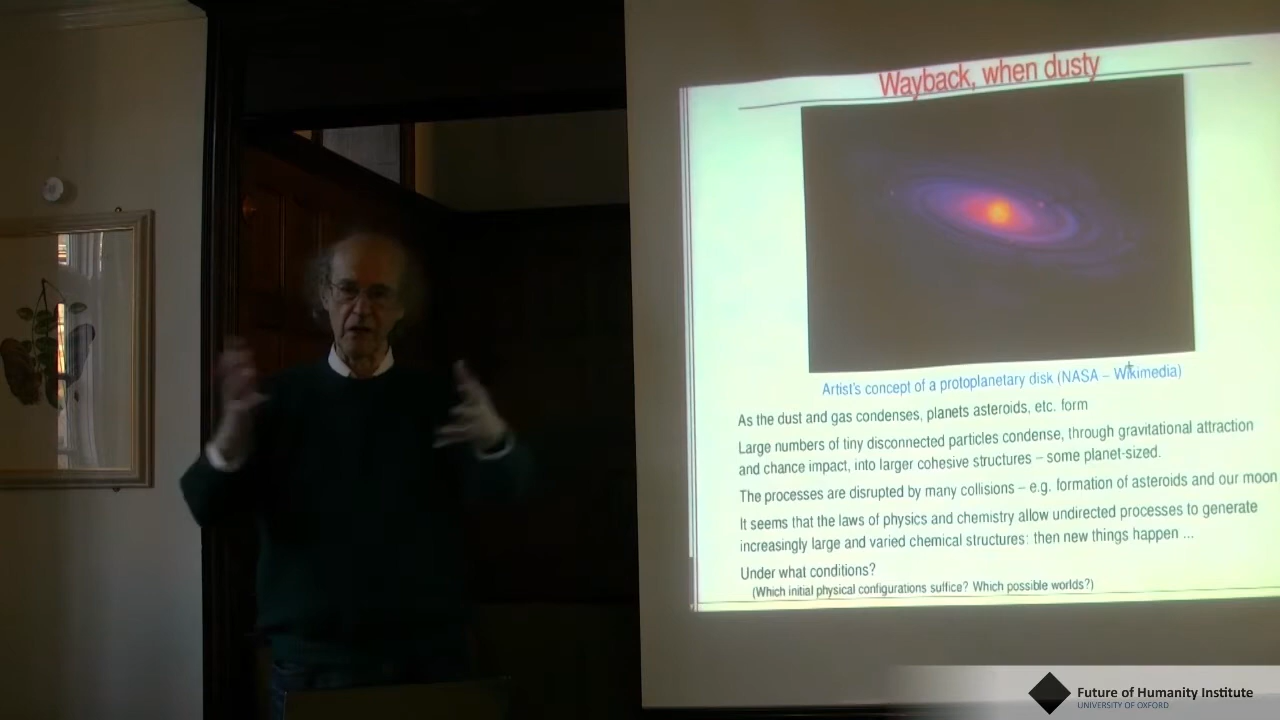 Wayback, when dusty
Artist's concept of a protoplanetary disk (NASA – Wikimedia)
As the dust and gas condenses, planets asteroids, etc. form
Large numbers of tiny disconnected particles condense, through gravitational attraction
and chance impact, into larger cohesive structures – some planet-sized.
The processes are disrupted by many collisions – e.g. formation of asteroids and our moon
It seems that the laws of physics and chemistry allow undirected processes to generate
increasingly large and varied chemical structures: then new things happen ...
Under what conditions?
(Which initial physical configurations suffice? Which possible worlds?)
Future of Humanity Institute
UNIVERSITY OF OXFORD